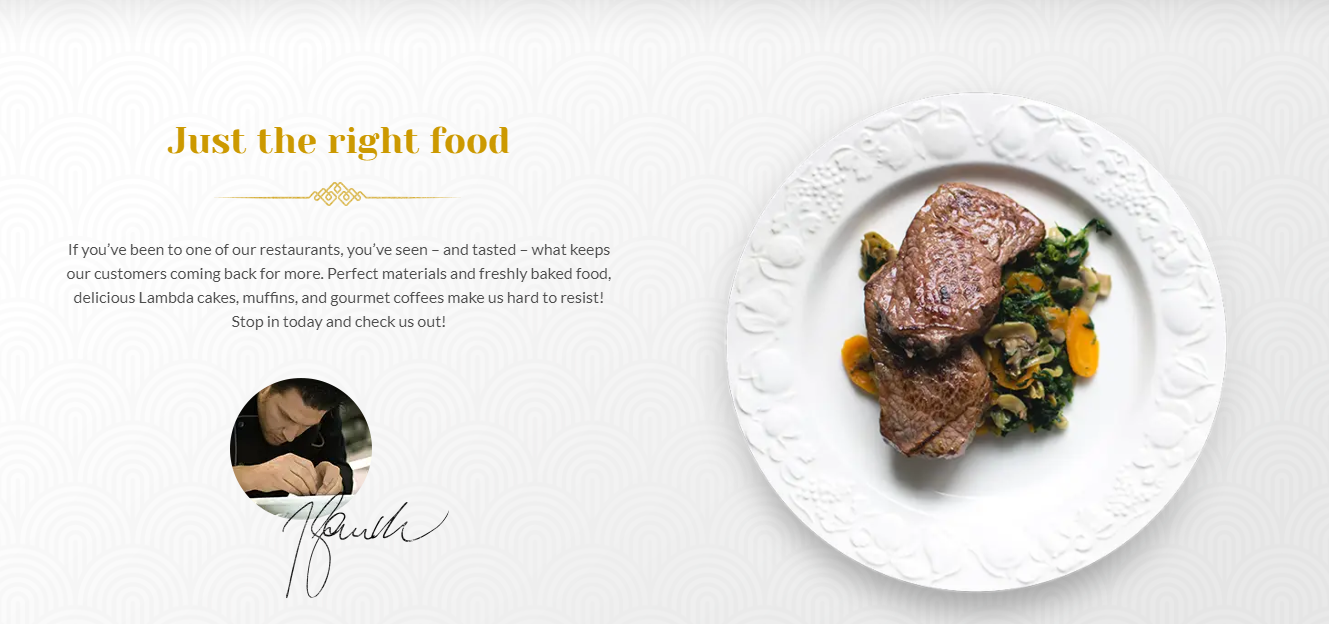 Just the right food
If you’ve been to one of our restaurants, you’ve seen – and tasted – what keeps
our customers coming back for more. Perfect materials and freshly baked food,
delicious Lambda cakes, muffins, and gourmet coffees make us hard to resist!
Stop in today and check us out!